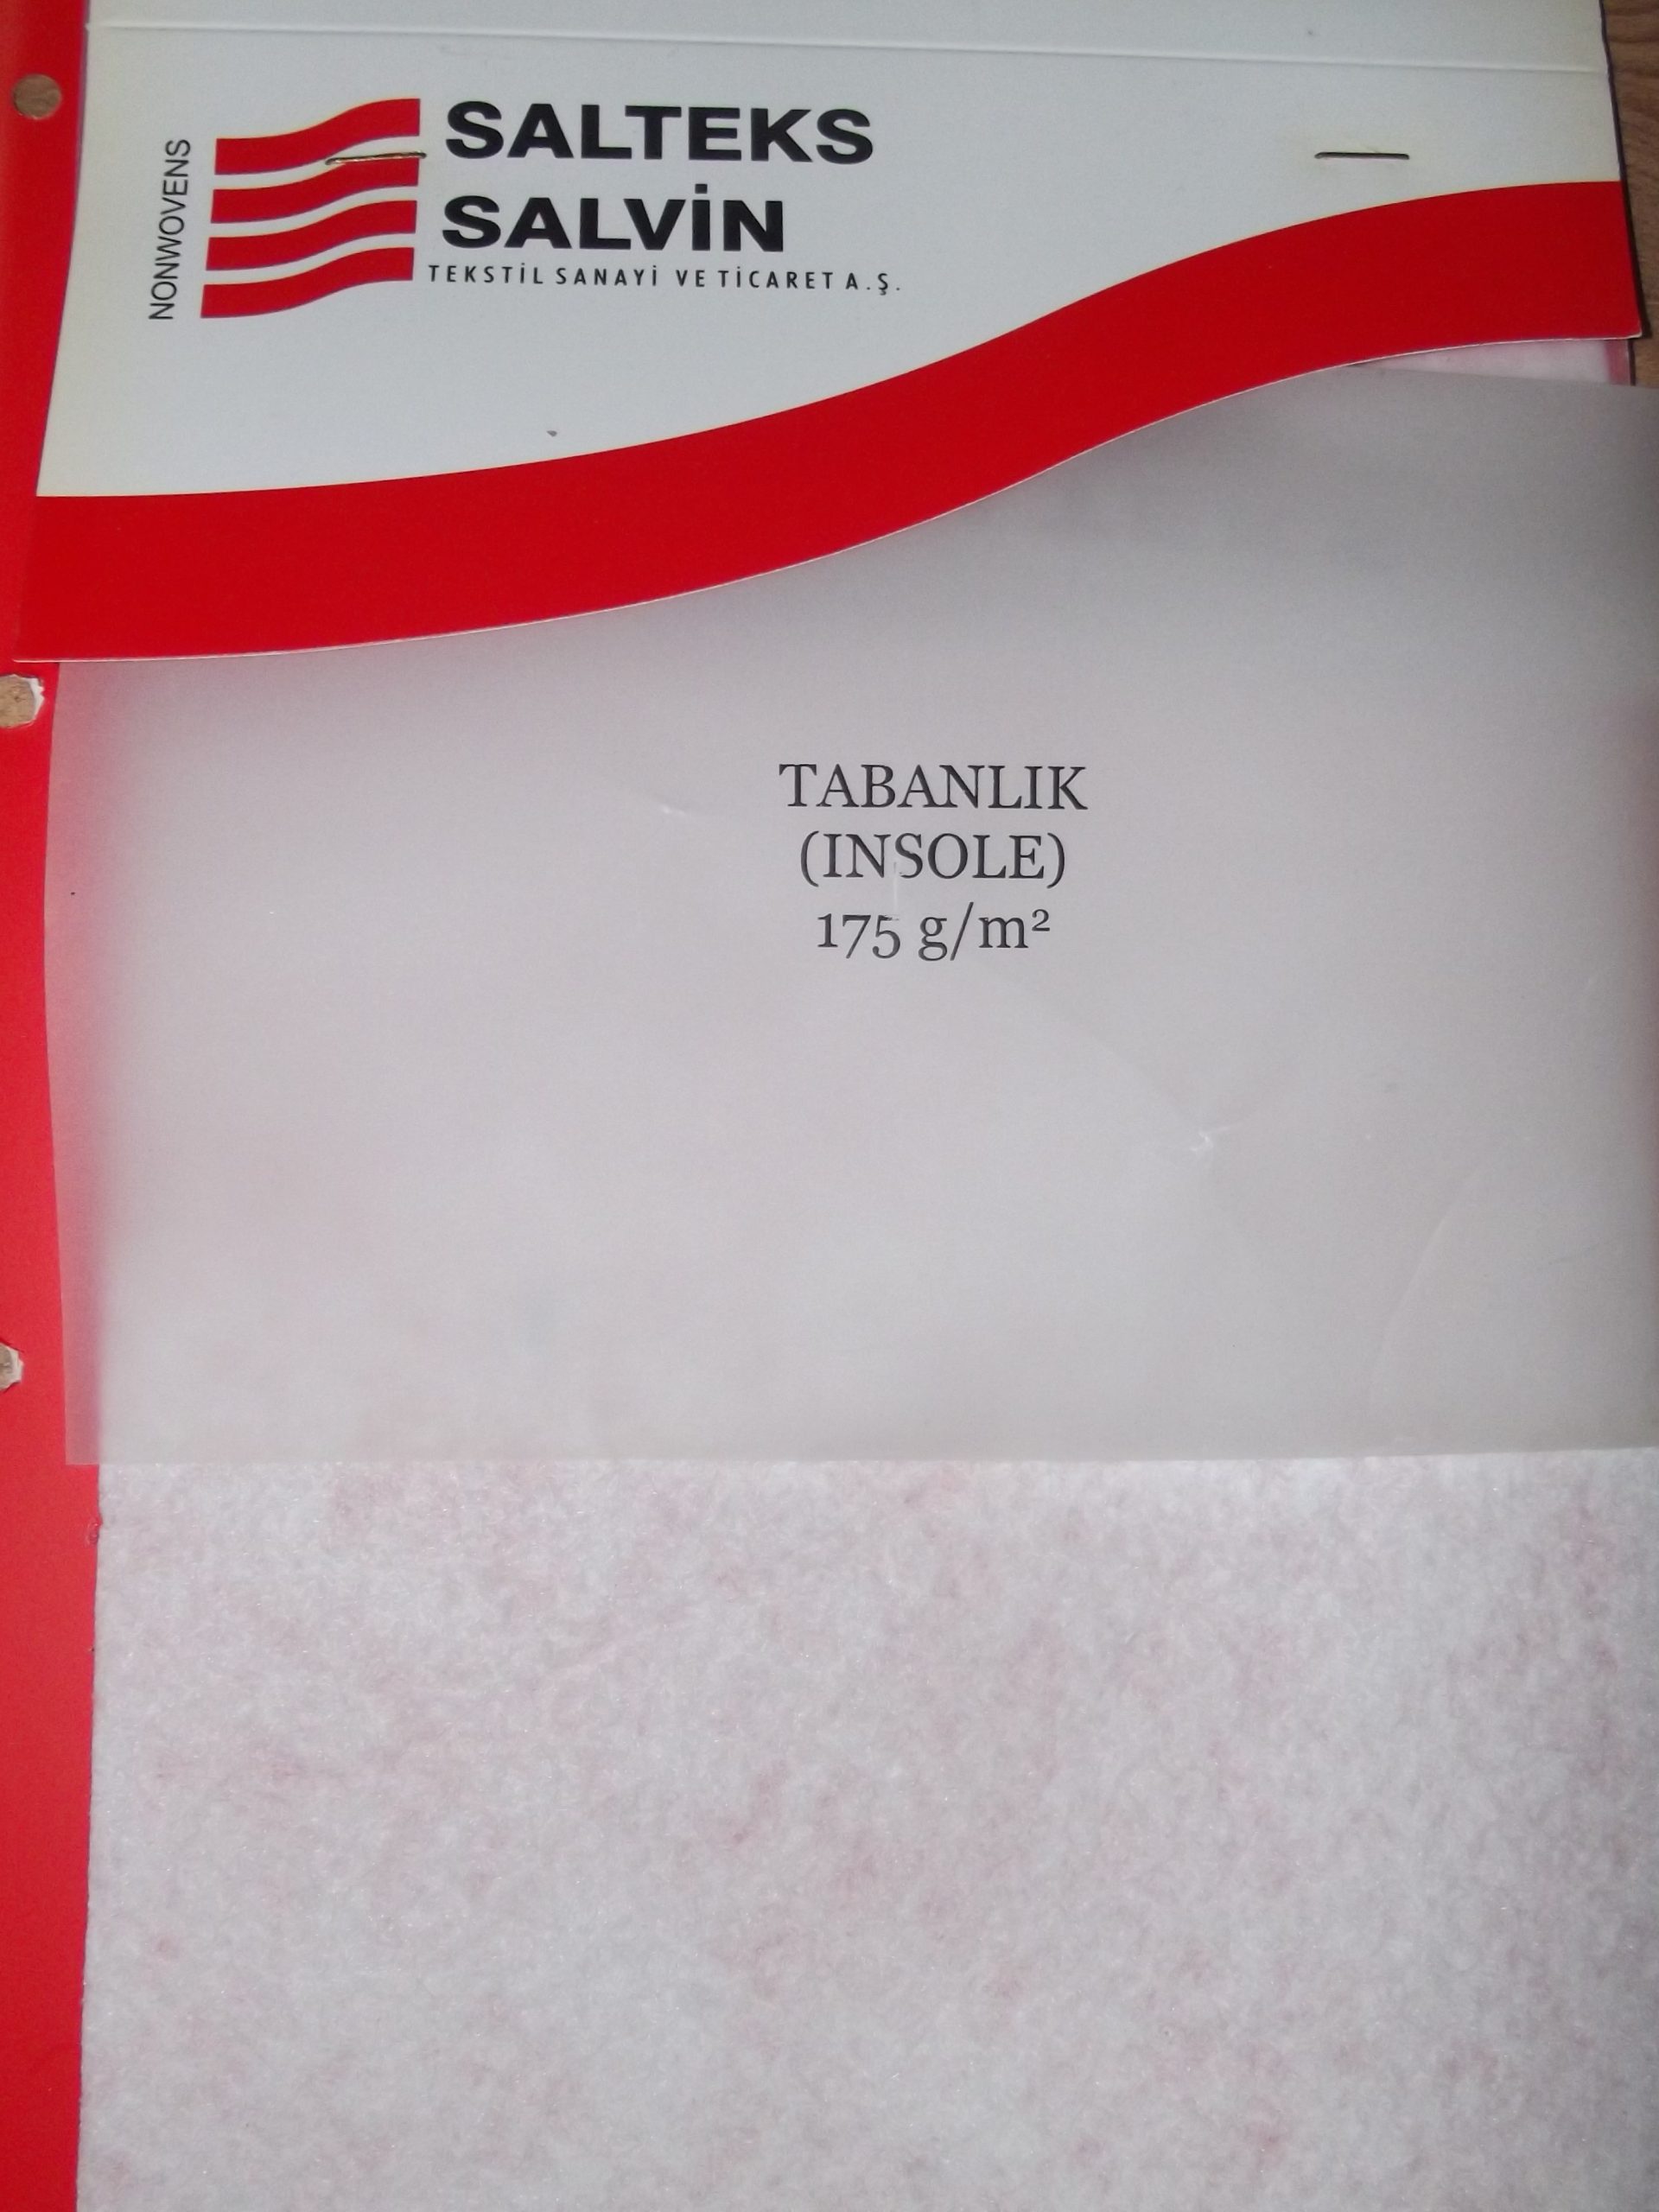 NONWOVENS
SALTEKS
SALVİN
TEKSTİL SANAYİ VE TİCARET A.Ş.
TABANLIK
(INSOLE)
175 g/m²